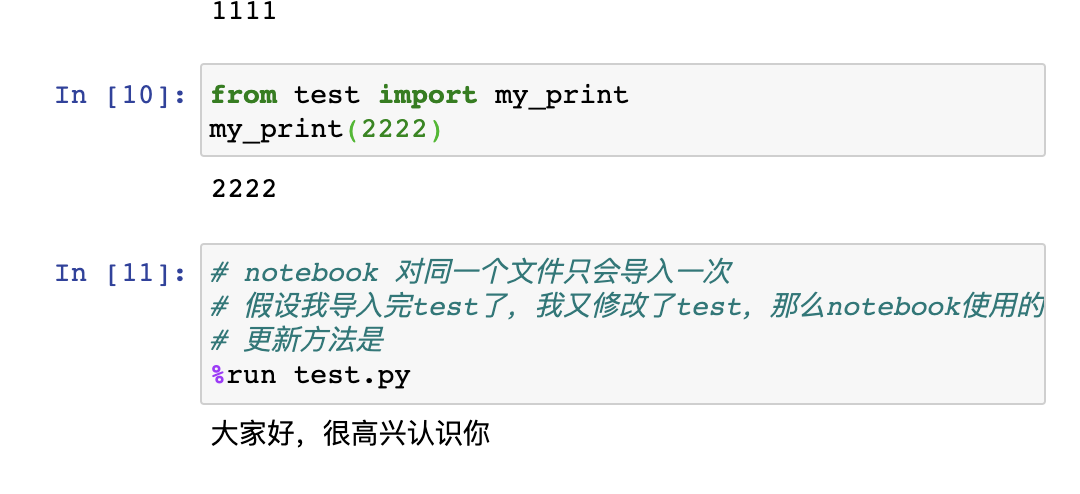 1111
In [10]:
from test import my_print
my_print(2222)
2222
In [11]:
# notebook 对同一个文件只会导入一次
# 假设我导入完test了，我又修改了test，那么notebook使用的
# 更新方法是
%run test.py
大家好，很高兴认识你